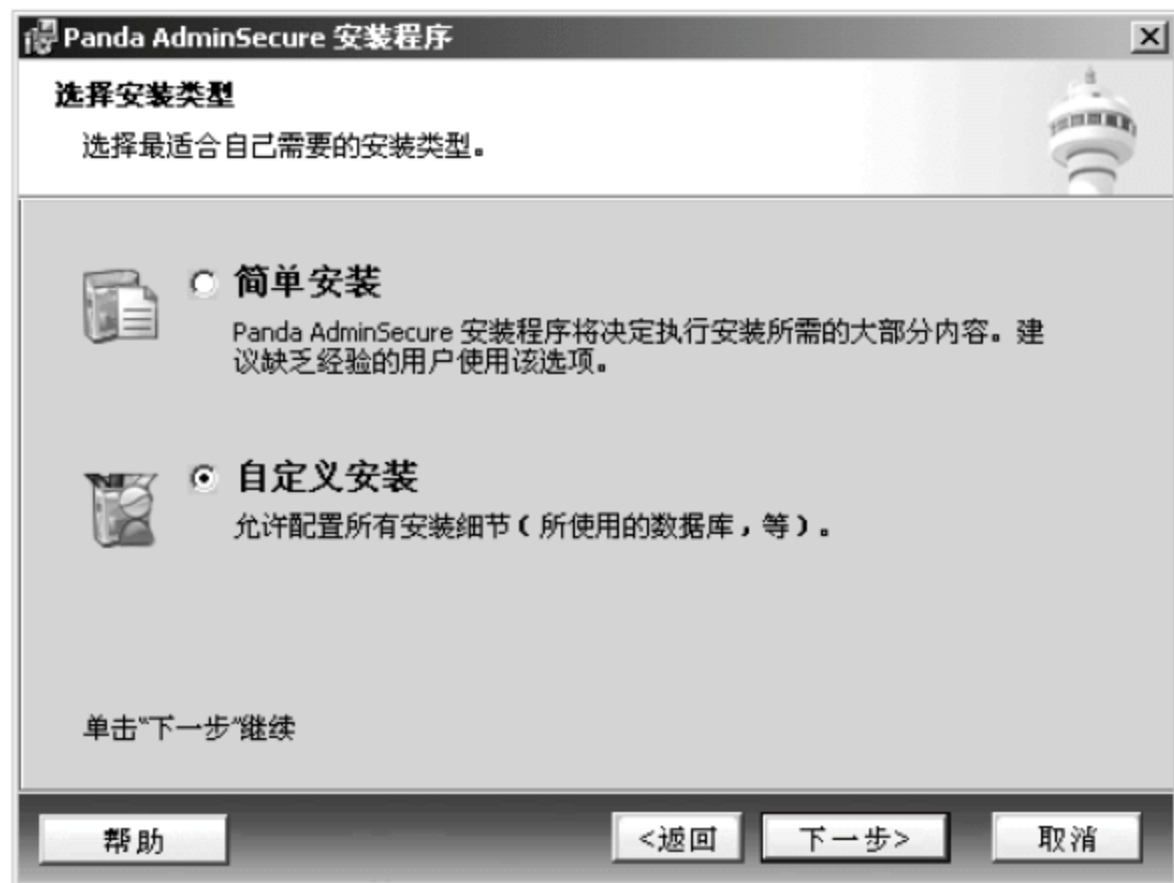 Panda AdminSecure 安装程序
选择安装类型
选择最适合自己需要的安装类型。
简单安装
Panda AdminSecure 安装程序将决定执行安装所需的大部分内容。建
议缺乏经验的用户使用该选项。
自定义安装
允许配置所有安装细节(所使用的数据库,等)。
单击“下一步”继续
帮助
<返回
下一步>
取消